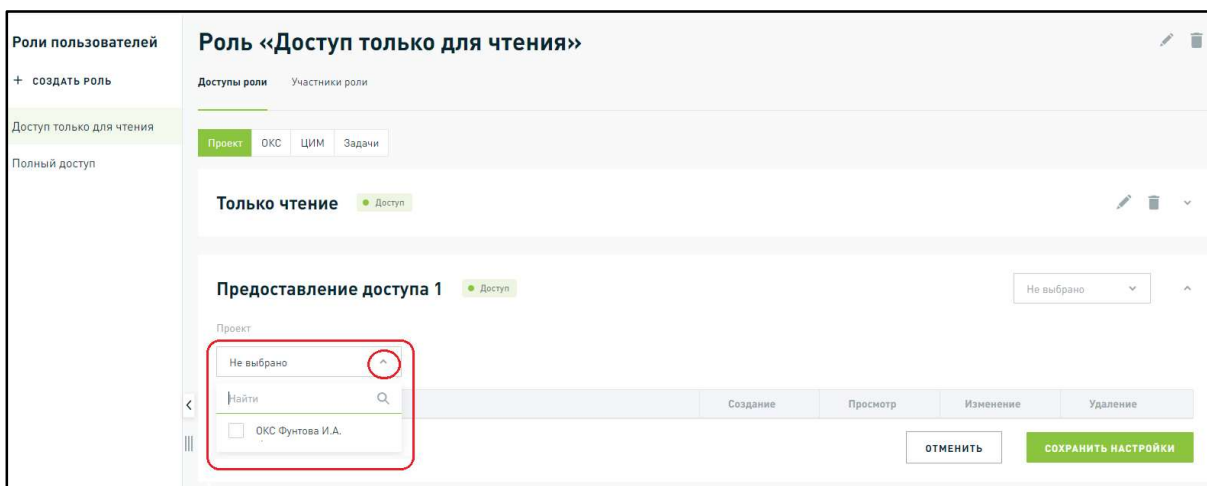 Роли пользователей
+ СОЗДАТЬ РОЛЬ
Доступ только для чтения
Полный доступ
Роль «Доступ только для чтения»
Доступы роли Участники роли
Проект ОКС ЦИМ Задачи
Только чтение Доступ
Предоставление доступа 1 Доступ Не выбрано
Проект
Не выбрано
Найти
ОКС Фунтова И.А.
Создание Просмотр Изменение Удаление
ОТМЕНИТЬ СОХРАНИТЬ НАСТРОЙКИ